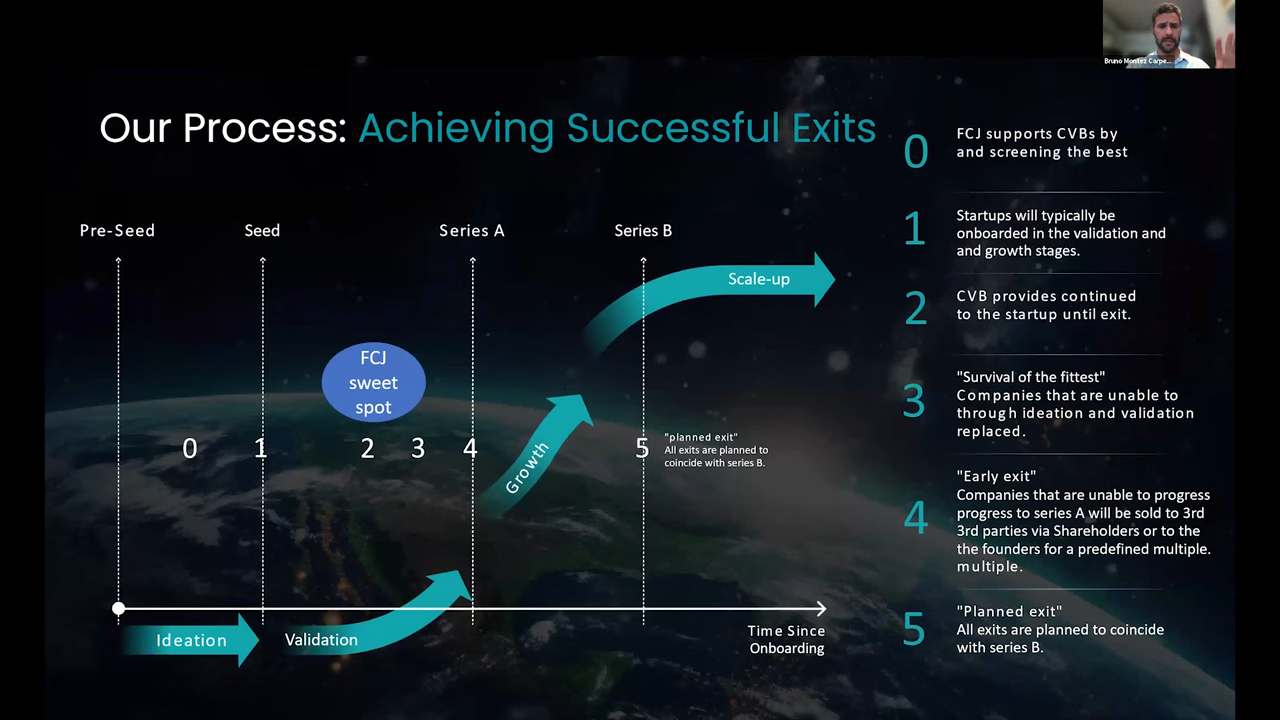 Bruno Montez Carpe...
Our Process: Achieving Successful Exits
Pre-Seed
Seed
Series A
Series B
Scale-up
FCJ
sweet
spot
0
1
2
3
4
5
"planned exit"
All exits are planned to
coincide with series B.
Growth
Ideation
Validation
Time Since
Onboarding
0
FCJ supports CVBs by
and screening the best
1
Startups will typically be
onboarded in the validation and
and growth stages.
2
CVB provides continued
to the startup until exit.
3
"Survival of the fittest"
Companies that are unable to
through ideation and validation
replaced.
4
"Early exit"
Companies that are unable to progress
progress to series A will be sold to 3rd
3rd parties via Shareholders or to the
the founders for a predefined multiple.
multiple.
5
"Planned exit"
All exits are planned to coincide
with series B.